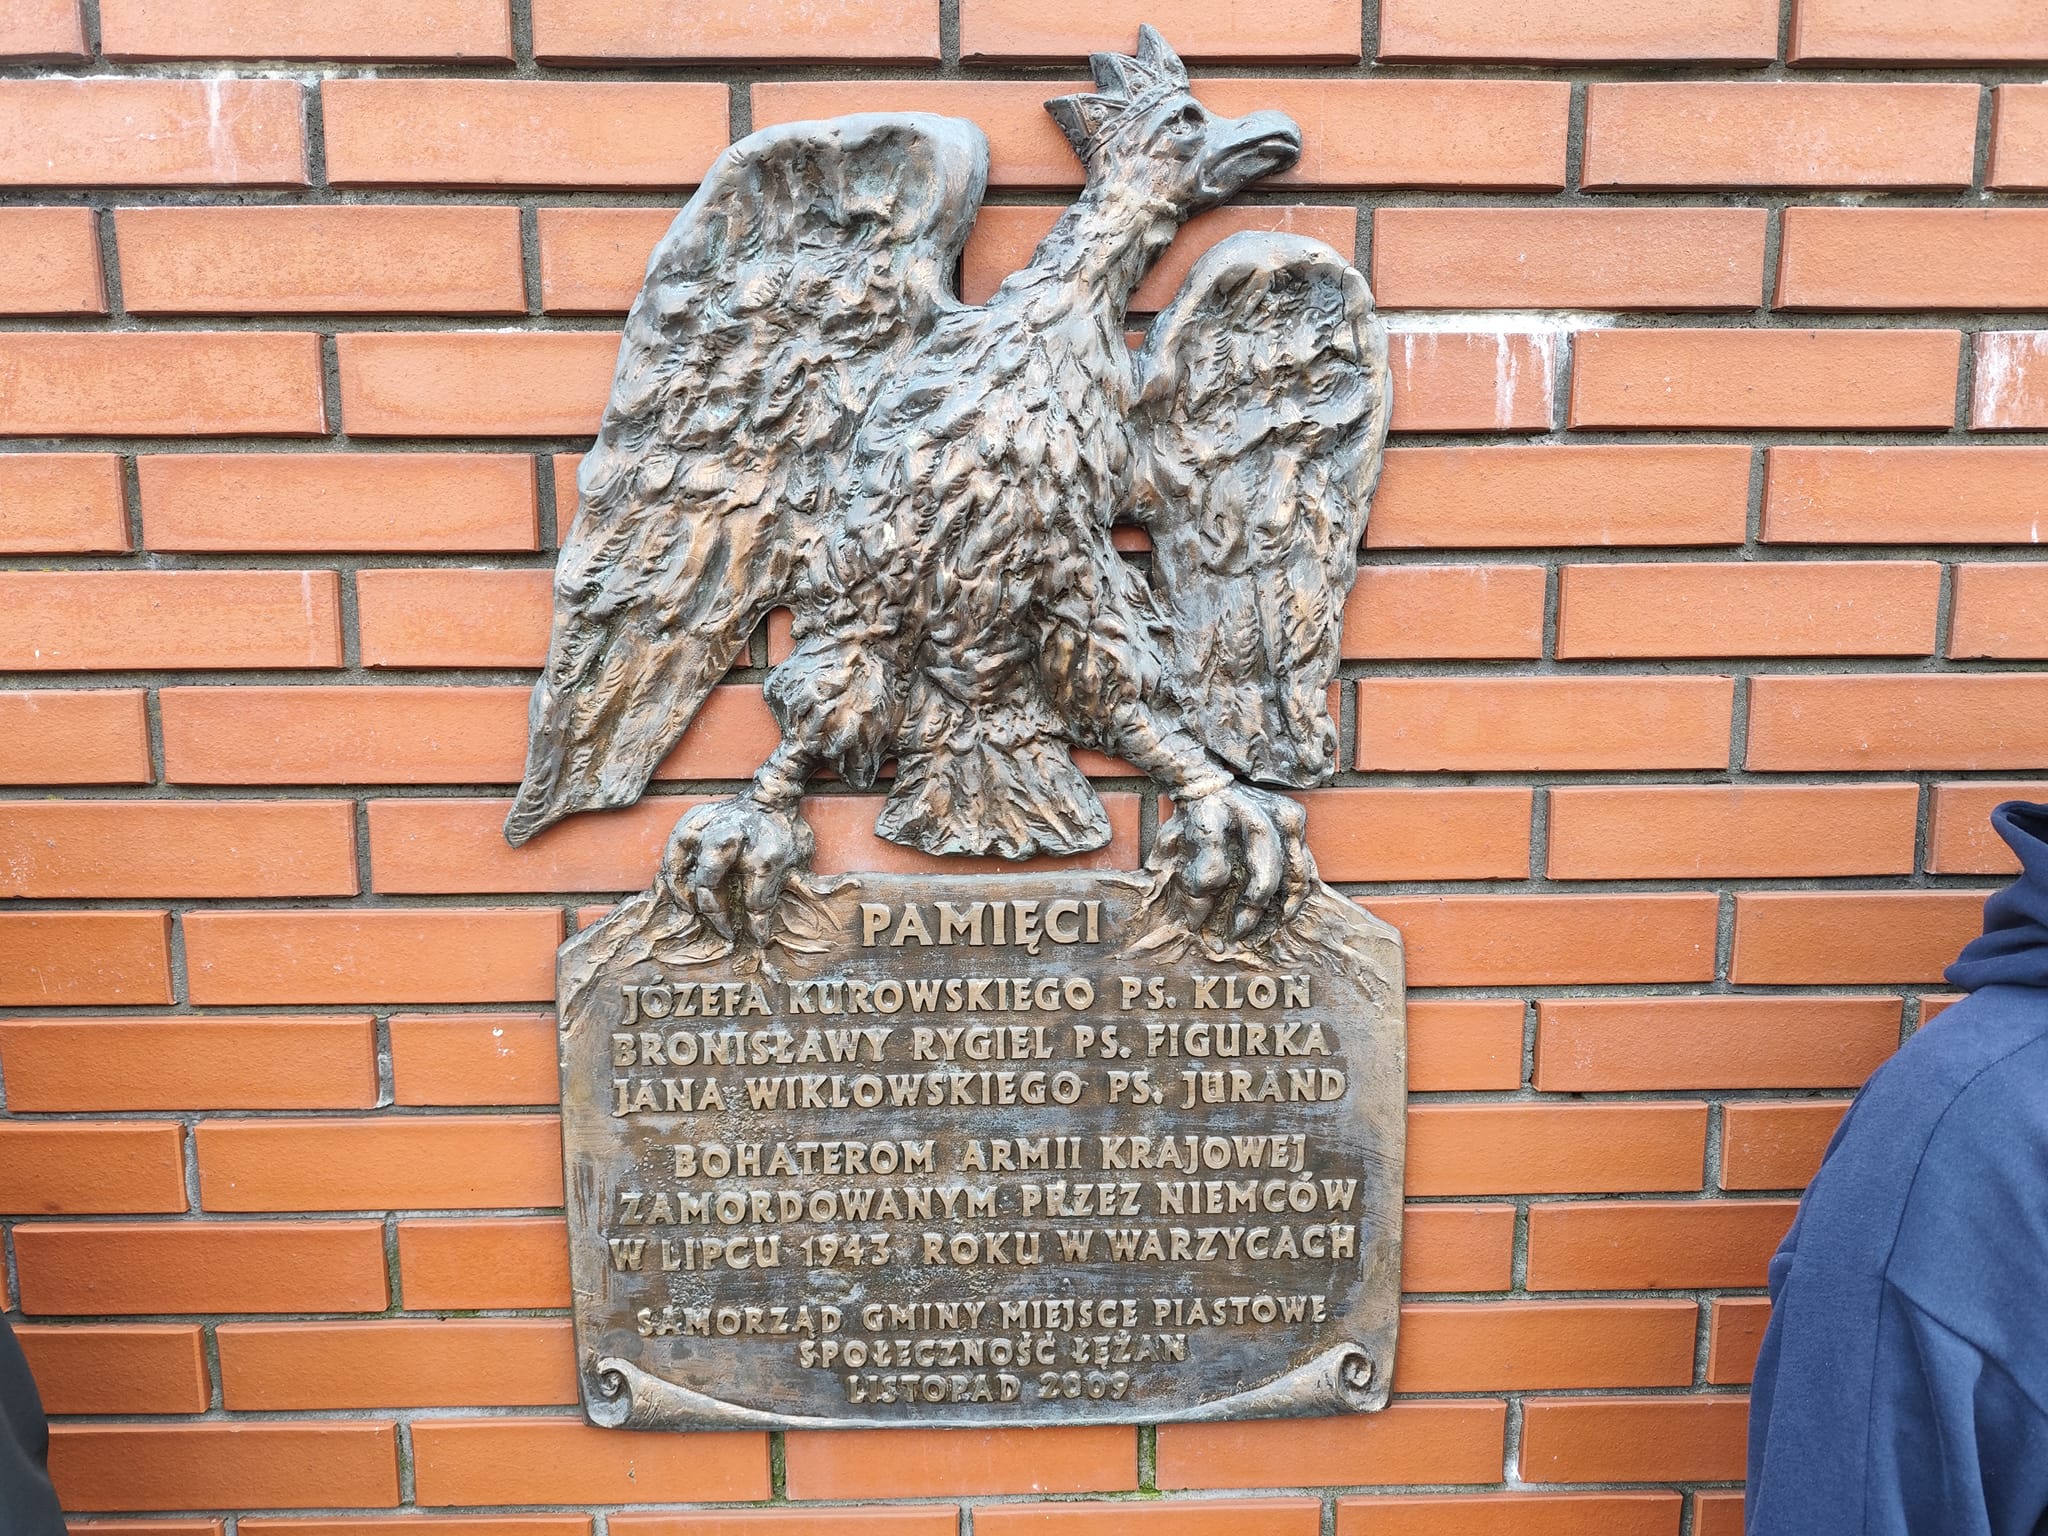 PAMIĘCI
JÓZEFA KUROWSKIEGO PS. KLON
BRONISŁAWY RYGIEL PS. FIGURKA
JANA WIKLOWSKIEGO PS. JURAND
BOHATEROM ARMII KRAJOWEJ
ZAMORDOWANYM PRZEZ NIEMCÓW
W LIPCU 1943 ROKU W WARZYCACH
SAMORZĄD GMINY MIEJSCE PIASTOWE
SPOŁECZNOŚĆ ŁĘŻAN
LISTOPAD 2009